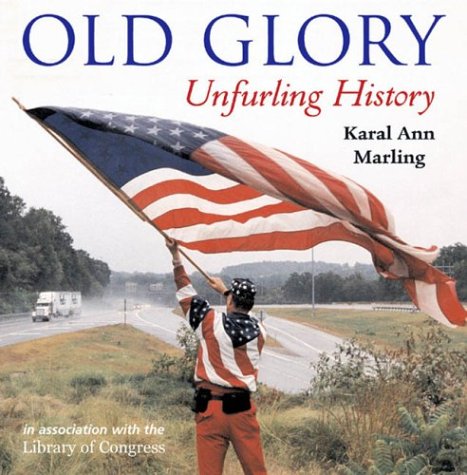 OLD GLORY
Unfurling History
Karal Ann
Marling
in association with the
Library of Congress